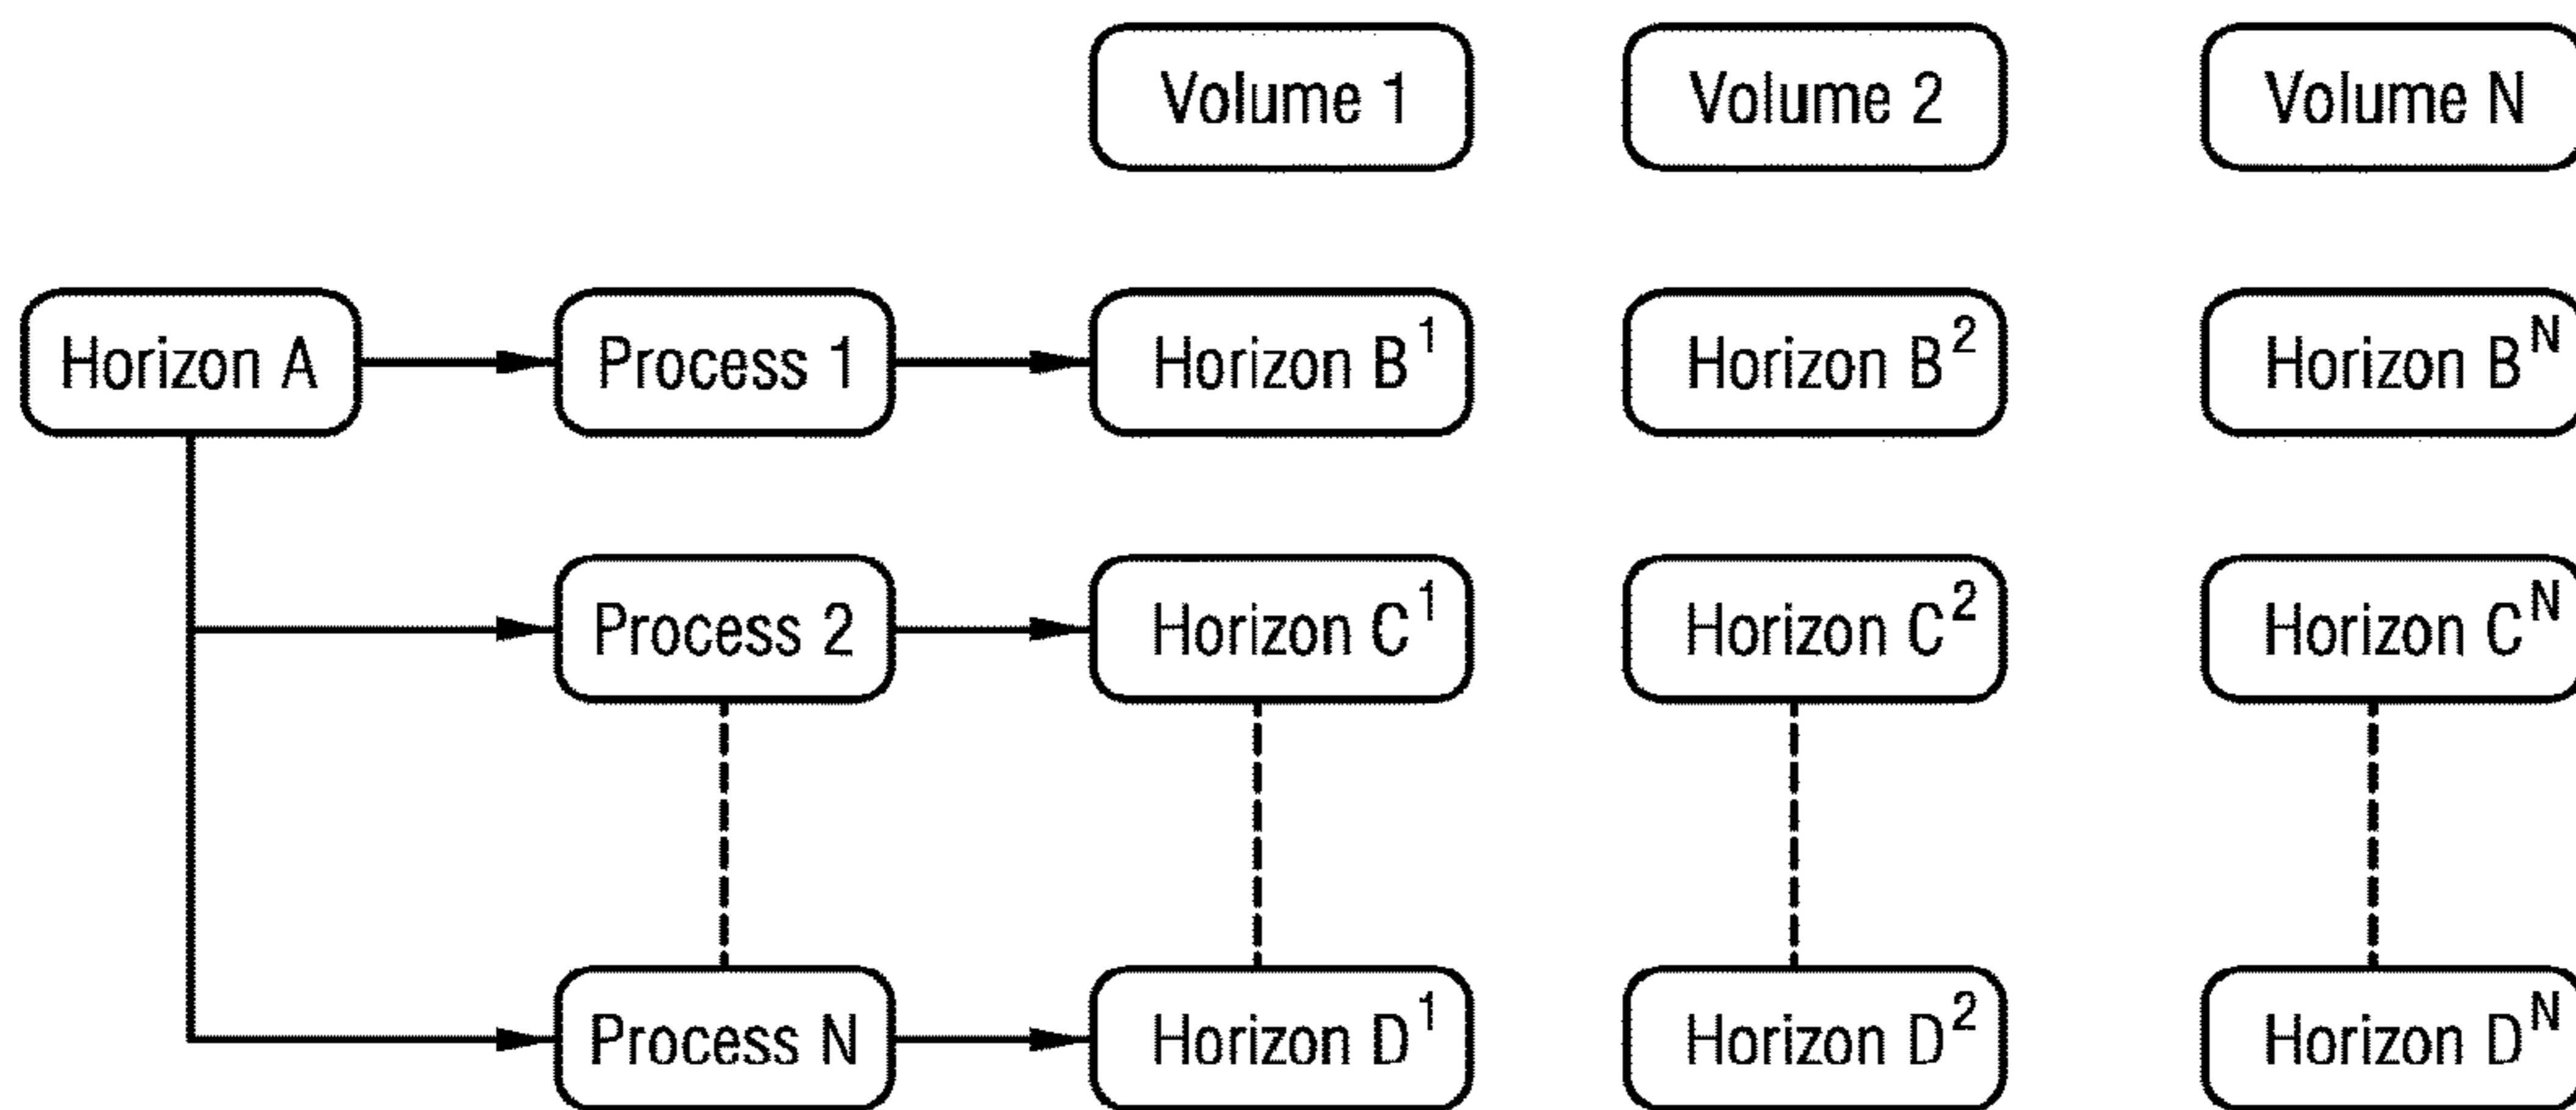 Volume 1 Volume 2 Volume N
Horizon A Process 1 Horizon B¹ Horizon B² Horizon Bᴺ
Process 2 Horizon C¹ Horizon C² Horizon Cᴺ
Process N Horizon D¹ Horizon D² Horizon Dᴺ